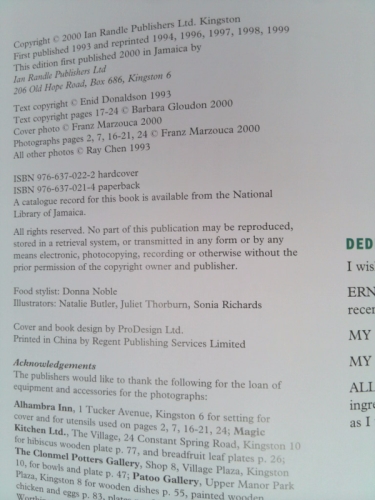 Copyright © 2000 Ian Randle Publishers Ltd. Kingston
First published 1993 and reprinted 1994, 1996, 1997, 1998, 1999
This edition first published 2000 in Jamaica by
Ian Randle Publishers Ltd
206 Old Hope Road, Box 686, Kingston 6
Text copyright © Enid Donaldson 1993
Text copyright pages 17-24 © Barbara Gloudon 2000
Cover photo © Franz Marzouca 2000
Photographs pages 2, 7, 16-21, 24 © Franz Marzouca 2000
All other photos © Ray Chen 1993
ISBN 976-637-022-2 hardcover
ISBN 976-637-021-4 paperback
A catalogue record for this book is available from the National
Library of Jamaica.
All rights reserved. No part of this publication may be reproduced,
stored in a retrieval system, or transmitted in any form or by any
means electronic, photocopying, recording or otherwise without the
prior permission of the copyright owner and publisher.
Food stylist: Donna Noble
Illustrators: Natalie Butler, Juliet Thorburn, Sonia Richards
Cover and book design by ProDesign Ltd.
Printed in China by Regent Publishing Services Limited
Acknowledgements
The publishers would like to thank the following for the loan of
equipment and accessories for the photographs:
Alhambra Inn, 1 Tucker Avenue, Kingston 6 for setting for
cover and for utensils used on pages 2, 7, 16-21, 24; Magic
Kitchen Ltd., The Village, 24 Constant Spring Road, Kingston 10
for hibiscus wooden plate p. 77, and breadfruit leaf plates p. 26;
The Clonmel Potters Gallery, Shop 8, Village Plaza, Kingston
10, for bowls and plate p. 47; Patoo Gallery, Upper Manor Park
Plaza, Kingston 8 for wooden dishes p. 55, painted wooden
chicken and eggs p. 83,
DED
I wis
ERN
recen
MY
MY
ALL
ingre
as I